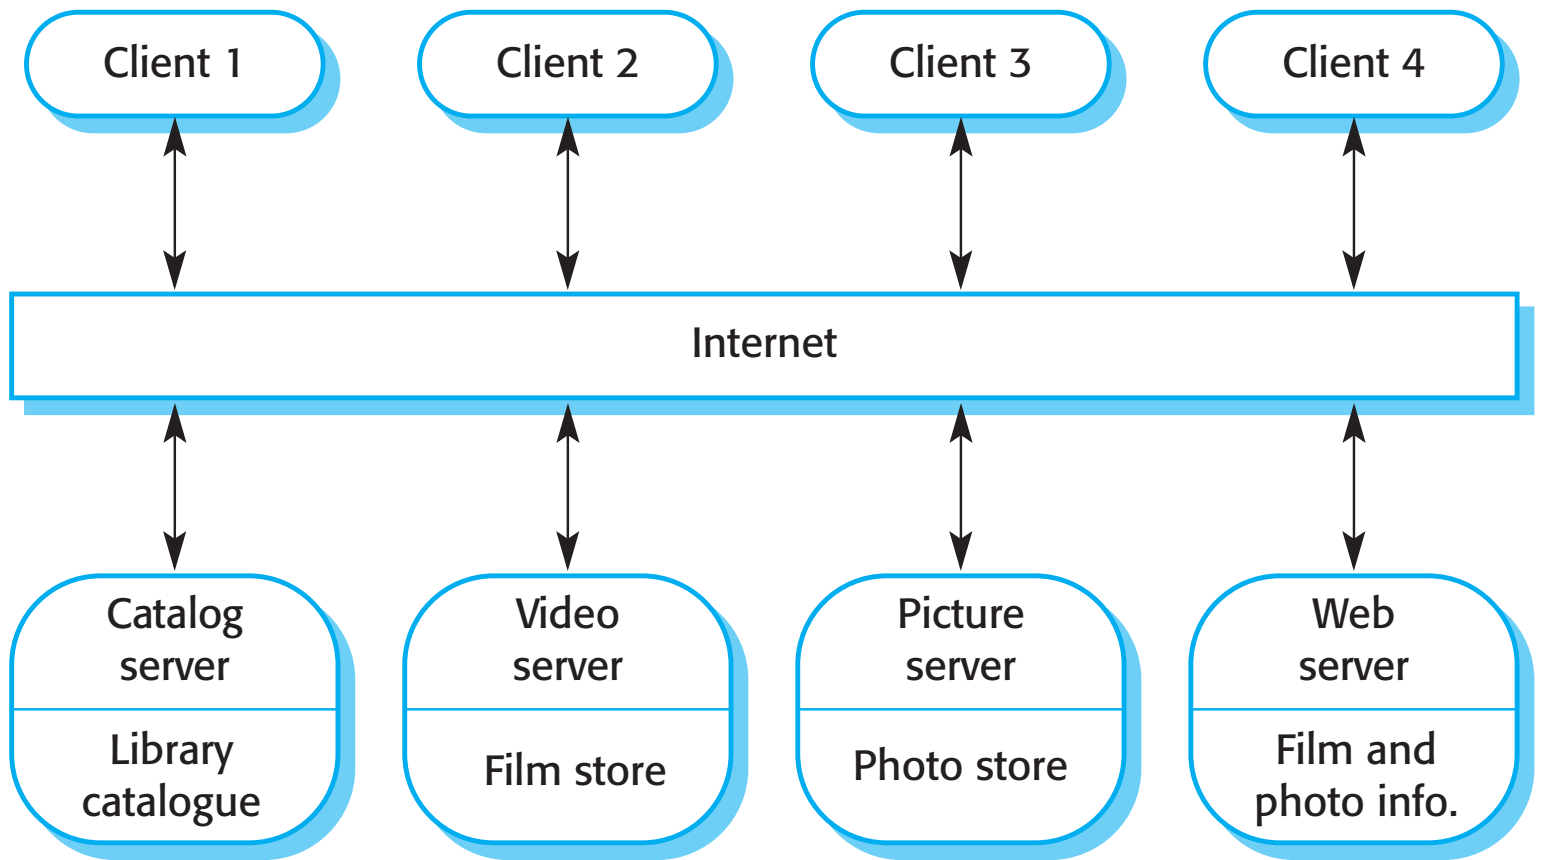 Client 1
Client 2
Client 3
Client 4
Internet
Catalog
server
Library
catalogue
Video
server
Film store
Picture
server
Photo store
Web
server
Film and
photo info.